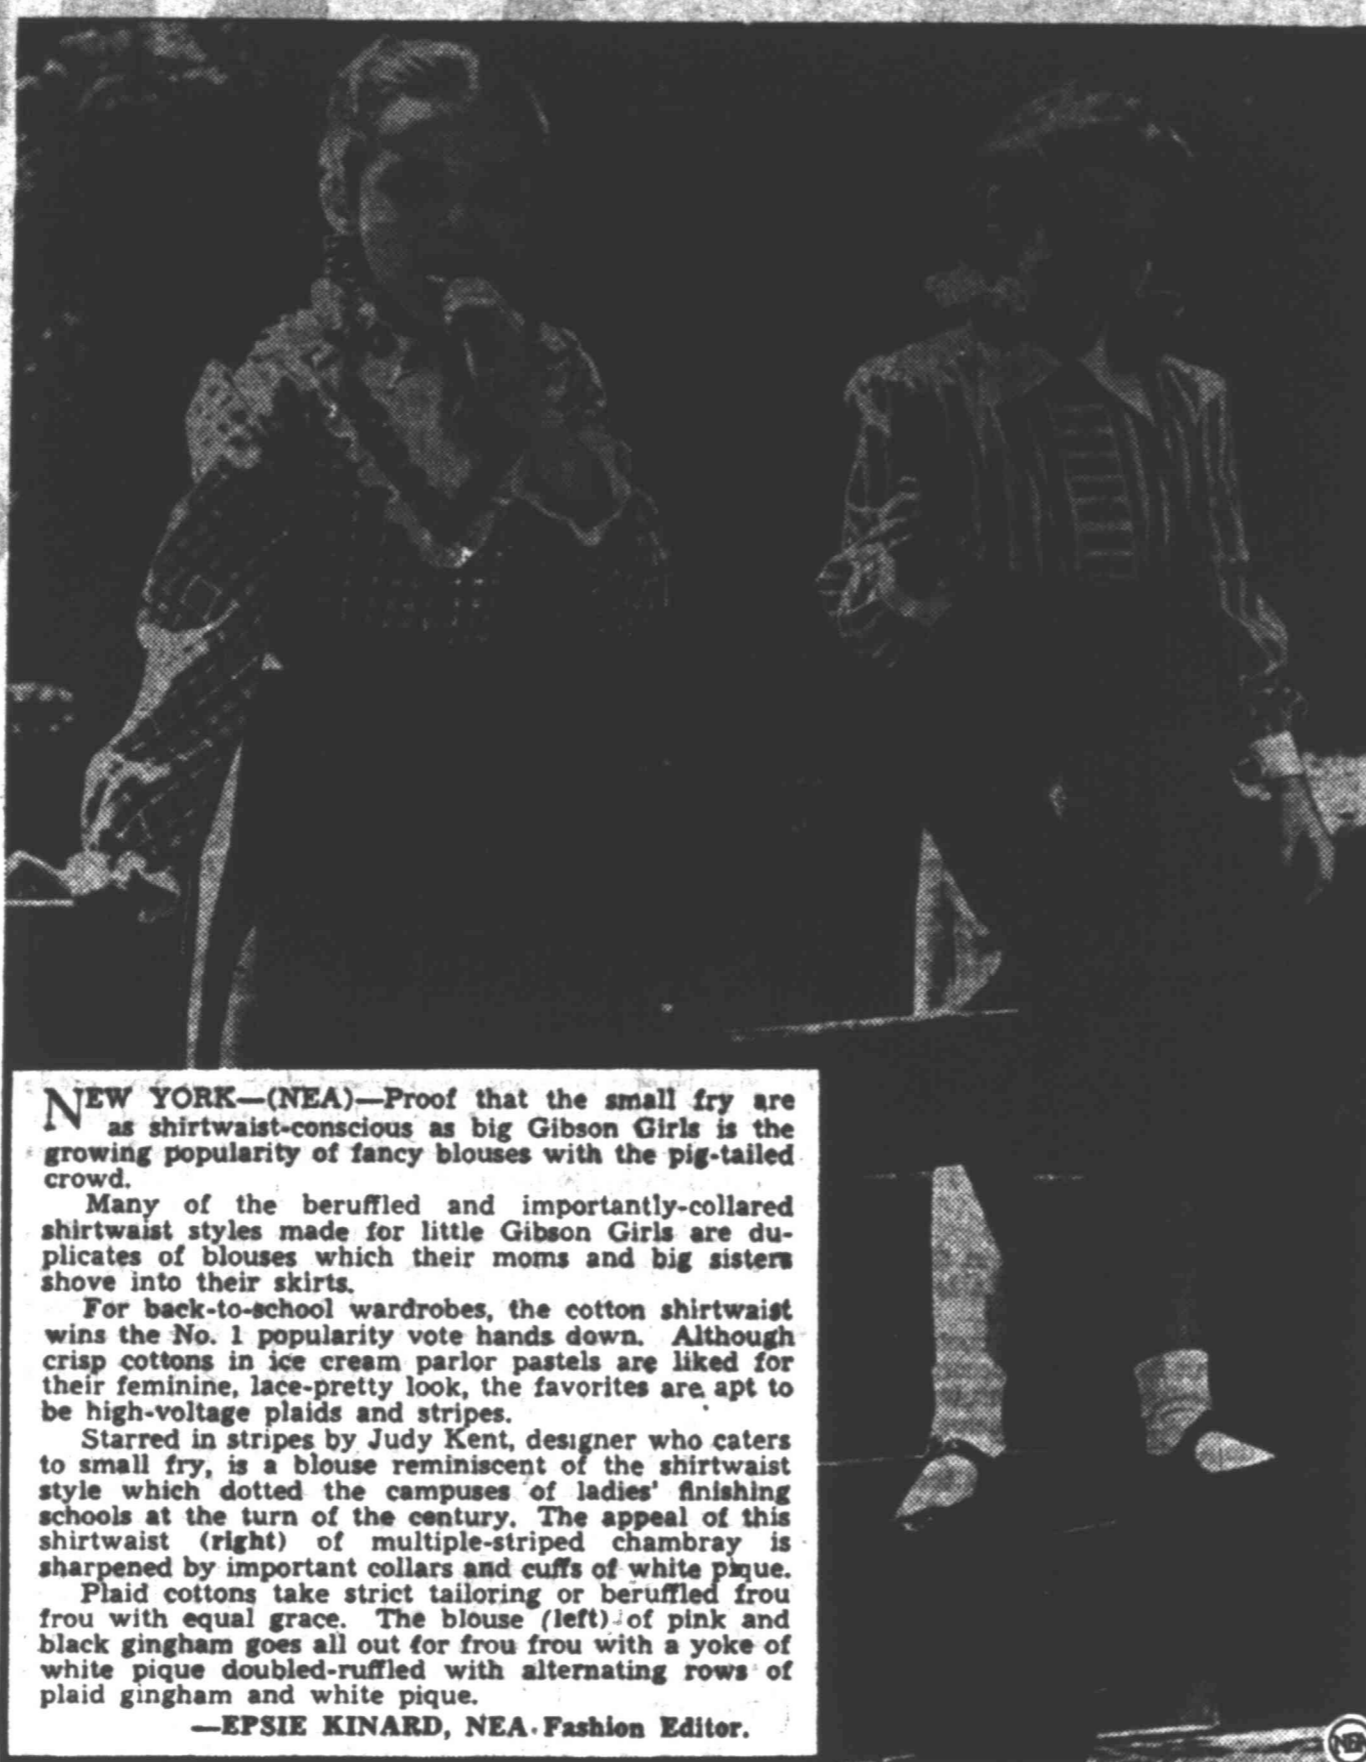 NEW YORK—(NEA)—Proof that the small fry are
as shirtwaist-conscious as big Gibson Girls is the
growing popularity of fancy blouses with the pig-tailed
crowd.
Many of the beruffled and importantly-collared
shirtwaist styles made for little Gibson Girls are du-
plicates of blouses which their moms and big sisters
shove into their skirts.
For back-to-school wardrobes, the cotton shirtwaist
wins the No. 1 popularity vote hands down. Although
crisp cottons in ice cream parlor pastels are liked for
their feminine, lace-pretty look, the favorites are apt to
be high-voltage plaids and stripes.
Starred in stripes by Judy Kent, designer who caters
to small fry, is a blouse reminiscent of the shirtwaist
style which dotted the campuses of ladies' finishing
schools at the turn of the century. The appeal of this
shirtwaist (right) of multiple-striped chambray is
sharpened by important collars and cuffs of white pique.
Plaid cottons take strict tailoring or beruffled frou
frou with equal grace. The blouse (left) of pink and
black gingham goes all out for frou frou with a yoke of
white pique doubled-ruffled with alternating rows of
plaid gingham and white pique.
—EPSIE KINARD, NEA Fashion Editor.
NEA